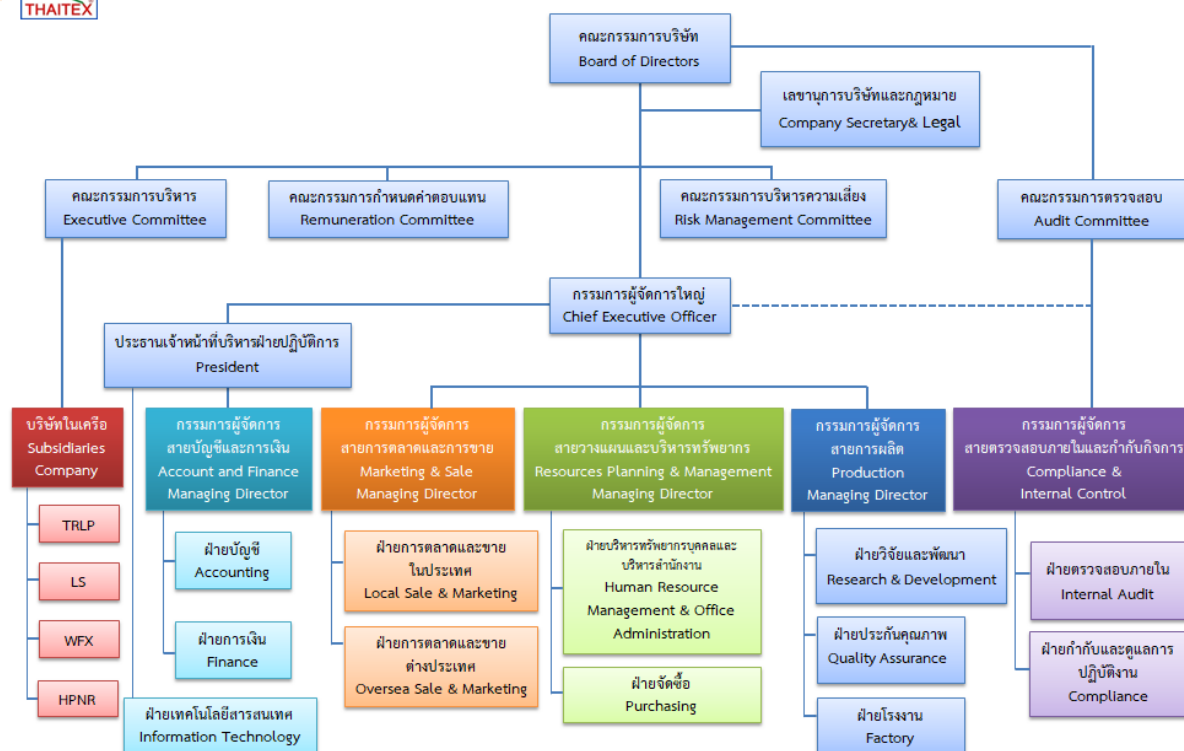 THAITEX
คณะกรรมการบริษัท
Board of Directors
เลขานุการบริษัทและกฎหมาย
Company Secretary& Legal
คณะกรรมการบริหาร
Executive Committee
คณะกรรมการกำหนดค่าตอบแทน
Remuneration Committee
คณะกรรมการบริหารความเสี่ยง
Risk Management Committee
คณะกรรมการตรวจสอบ
Audit Committee
กรรมการผู้จัดการใหญ่
Chief Executive Officer
ประธานเจ้าหน้าที่บริหารฝ่ายปฏิบัติการ
President
บริษัทในเครือ
Subsidiaries
Company
TRLP
LS
WFX
HPNR
กรรมการผู้จัดการ
สายบัญชีและการเงิน
Account and Finance
Managing Director
ฝ่ายบัญชี
Accounting
ฝ่ายการเงิน
Finance
ฝ่ายเทคโนโลยีสารสนเทศ
Information Technology
กรรมการผู้จัดการ
สายการตลาดและการขาย
Marketing & Sale
Managing Director
ฝ่ายการตลาดและขาย
ในประเทศ
Local Sale & Marketing
ฝ่ายการตลาดและขาย
ต่างประเทศ
Oversea Sale & Marketing
กรรมการผู้จัดการ
สายวางแผนและบริหารทรัพยากร
Resources Planning & Management
Managing Director
ฝ่ายบริหารทรัพยากรบุคคลและ
บริหารสำนักงาน
Human Resource
Management & Office
Administration
ฝ่ายจัดซื้อ
Purchasing
กรรมการผู้จัดการ
สายการผลิต
Production
Managing Director
ฝ่ายวิจัยและพัฒนา
Research & Development
ฝ่ายประกันคุณภาพ
Quality Assurance
ฝ่ายโรงงาน
Factory
กรรมการผู้จัดการ
สายตรวจสอบภายในและกำกับกิจการ
Compliance &
Internal Control
ฝ่ายตรวจสอบภายใน
Internal Audit
ฝ่ายกำกับและดูแลการ
ปฏิบัติงาน
Compliance